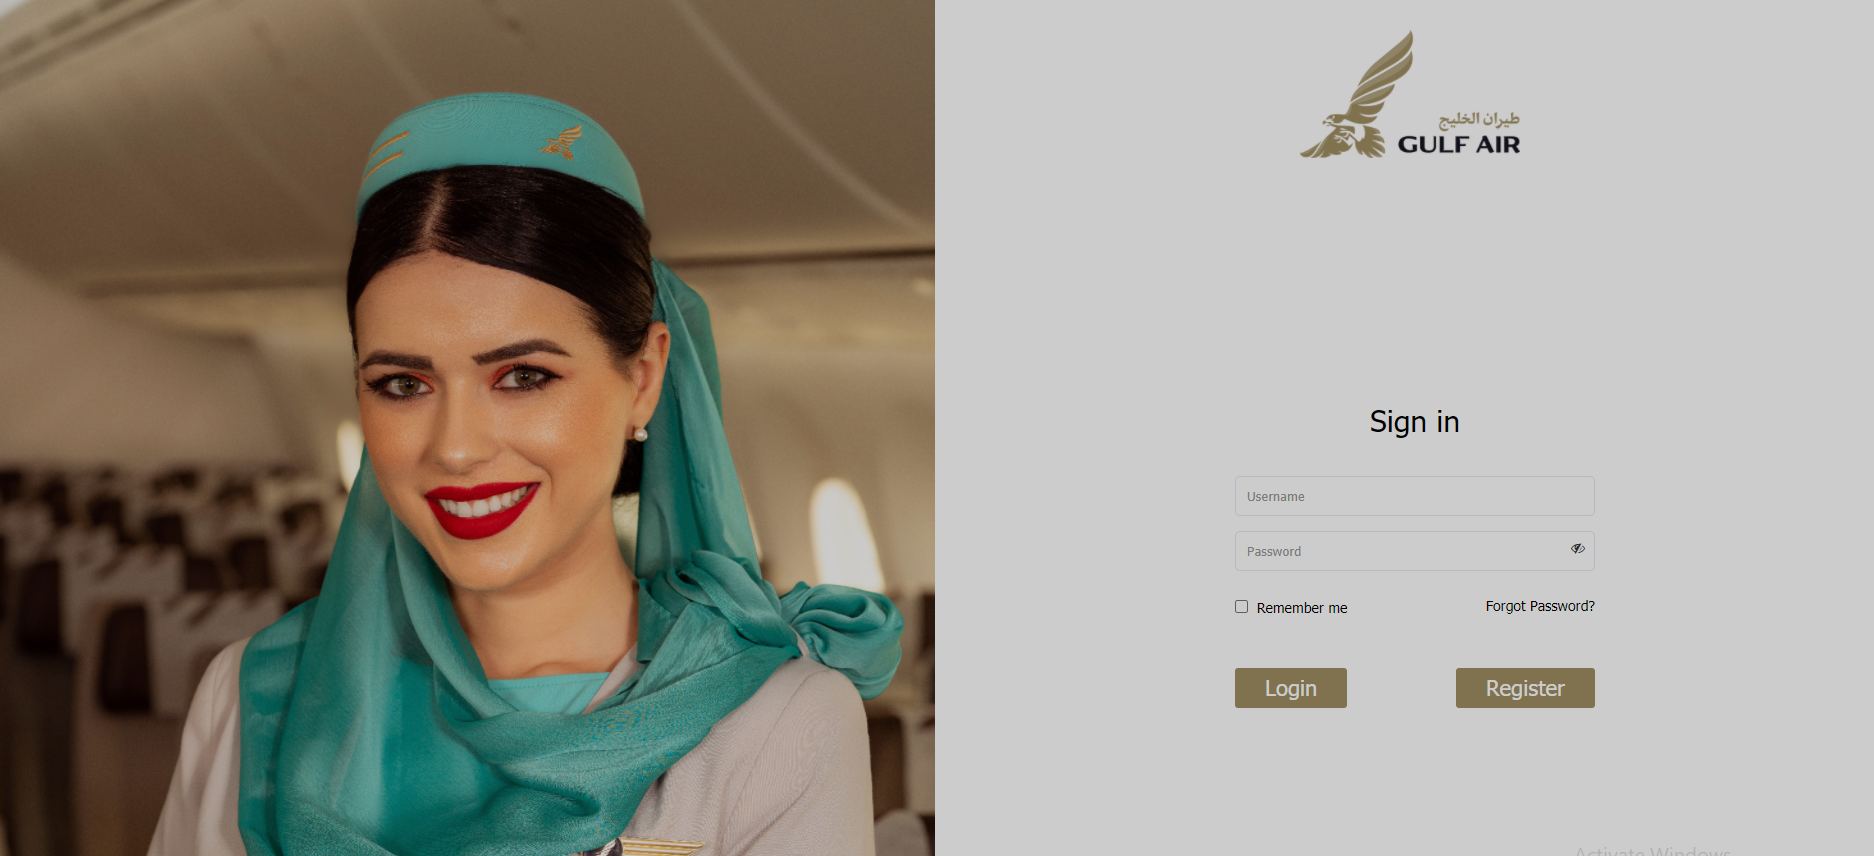 طيران الخليج
GULF AIR
Sign in
Username
Password
Remember me
Forgot Password?
Login
Register
Activate Windows